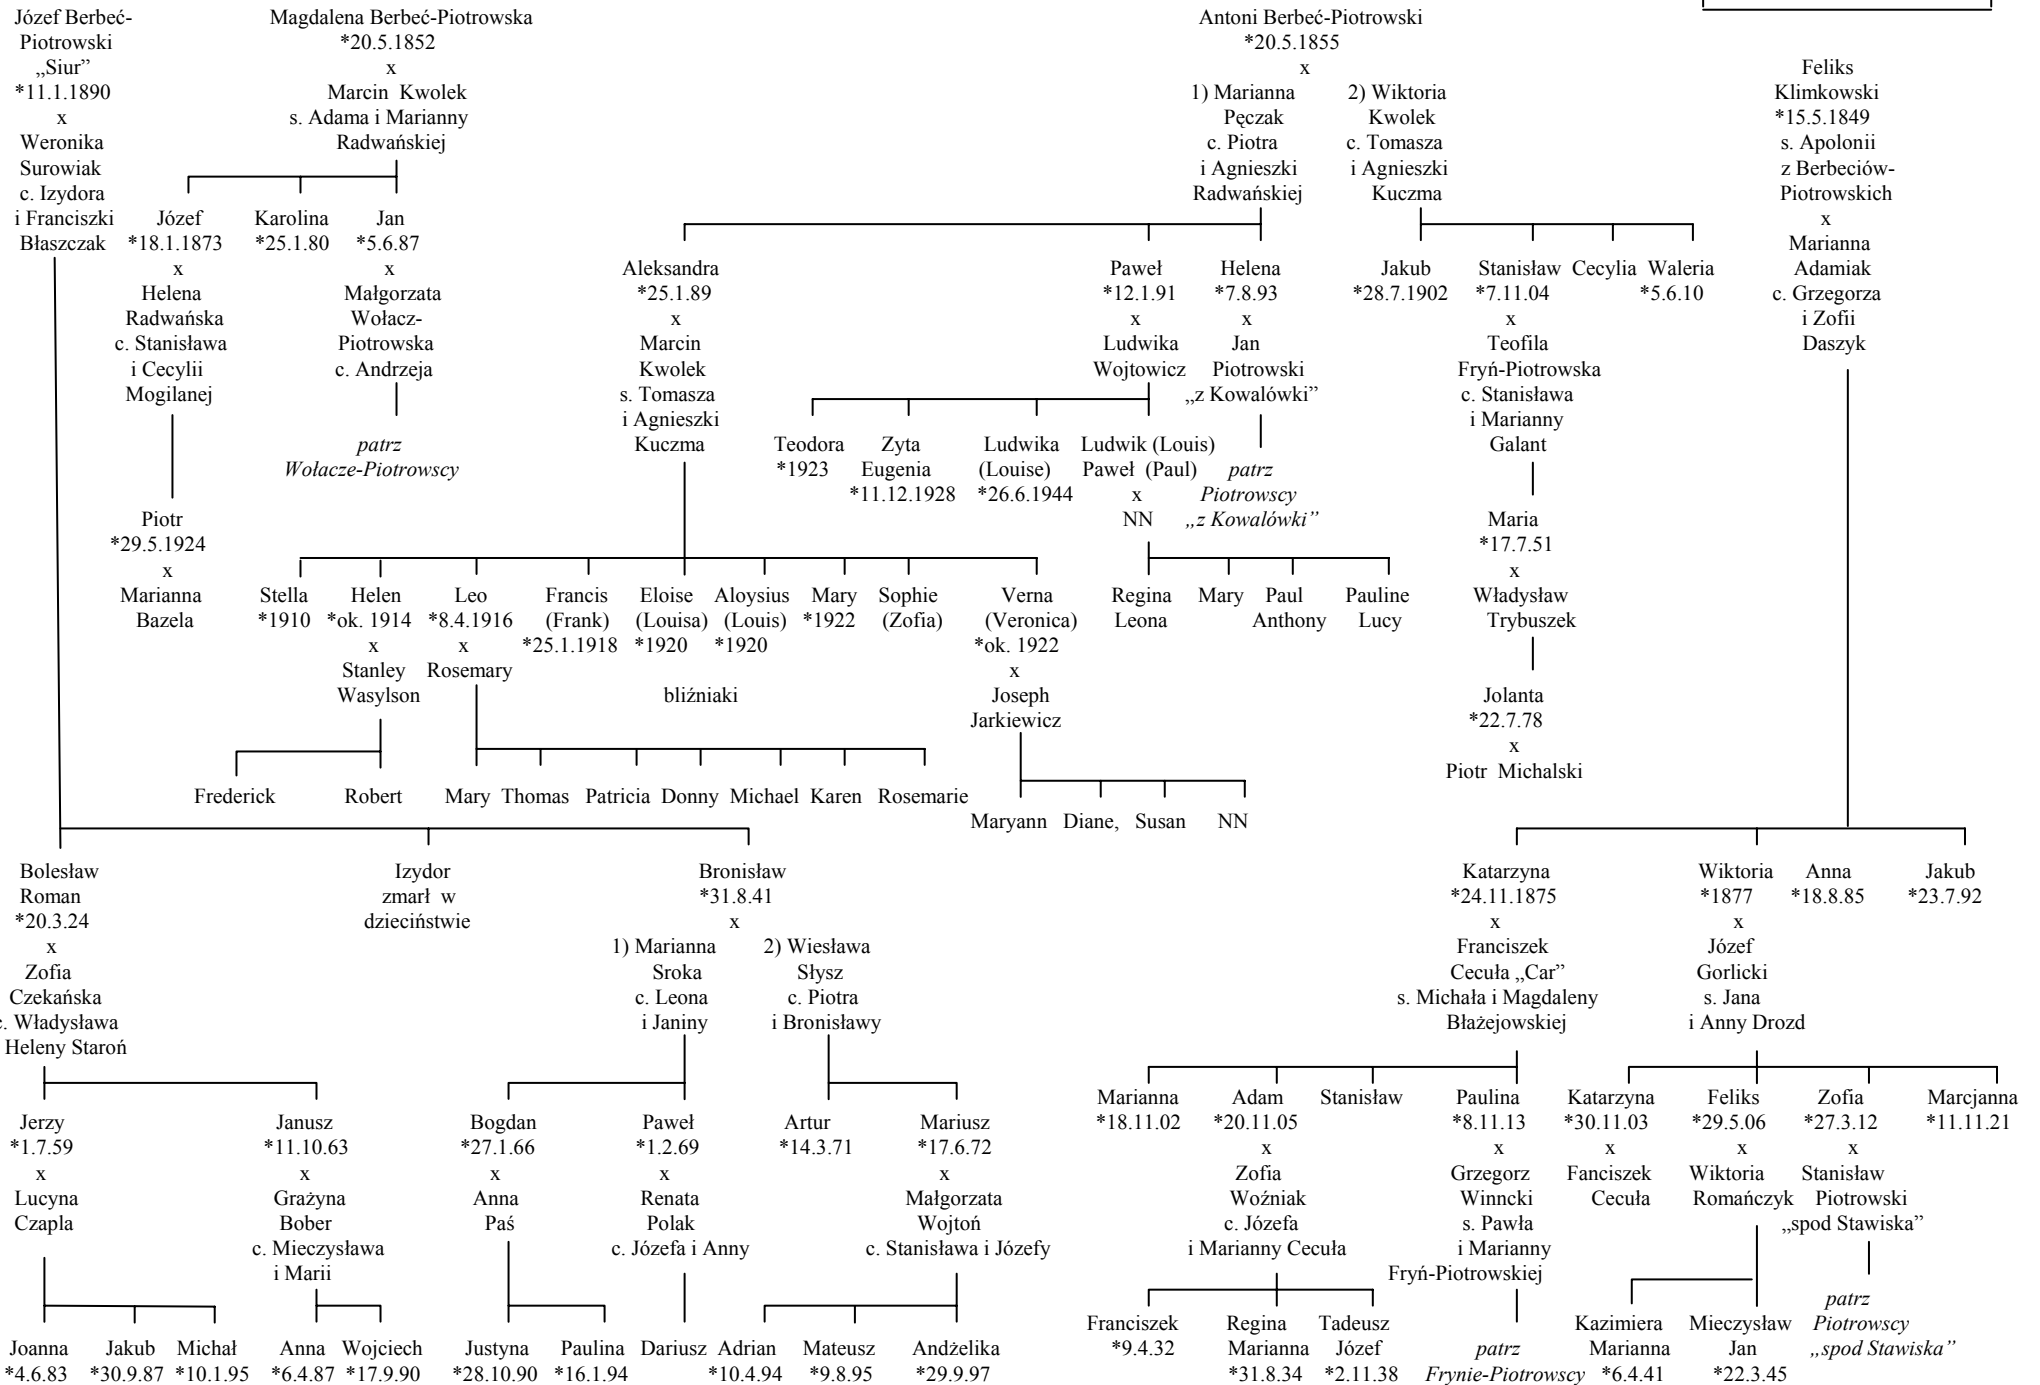 Józef Berbeć-
Piotrowski
„Siur”
*11.1.1890
x
Weronika
Surowiak
c. Izydora
i Franciszki
Błaszczak
Magdalena Berbeć-Piotrowska
*20.5.1852
x
Marcin Kwolek
s. Adama i Marianny
Radwańskiej
Józef
*18.1.1873
x
Helena
Radwańska
c. Stanisława
i Cecylii
Mogilanej
Karolina
*25.1.80
Jan
*5.6.87
x
Małgorzata
Wołacz-
Piotrowska
c. Andrzeja
patrz
Wołacze-Piotrowscy
Piotr
*29.5.1924
x
Marianna
Bazela
Antoni Berbeć-Piotrowski
*20.5.1855
x
1) Marianna
Pęczak
c. Piotra
i Agnieszki
Radwańskiej
2) Wiktoria
Kwolek
c. Tomasza
i Agnieszki
Kuczma
Aleksandra
*25.1.89
x
Marcin
Kwolek
s. Tomasza
i Agnieszki
Kuczma
Paweł
*12.1.91
x
Ludwika
Wojtowicz
Helena
*7.8.93
x
Jan
Piotrowski
„z Kowalówki”
Jakub
*28.7.1902
Stanisław
*7.11.04
x
Teofila
Fryń-Piotrowska
c. Stanisława
i Marianny
Galant
Cecylia
Waleria
*5.6.10
Teodora
*1923
Zyta
Eugenia
*11.12.1928
Ludwika
(Louise)
*26.6.1944
Ludwik (Louis)
Paweł (Paul)
x
NN
patrz
Piotrowscy
„z Kowalówki”
Maria
*17.7.51
x
Władysław
Trybuszek
Jolanta
*22.7.78
x
Piotr Michalski
Stella
*1910
Helen
*ok. 1914
x
Stanley
Wasylson
Leo
*8.4.1916
x
Rosemary
Francis
(Frank)
*25.1.1918
Eloise
(Louisa)
*1920
Aloysius
(Louis)
*1920
bliźniaki
Mary
*1922
Sophie
(Zofia)
Verna
(Veronica)
*ok. 1922
x
Joseph
Jarkiewicz
Regina
Leona
Mary
Paul
Anthony
Pauline
Lucy
Frederick
Robert
Mary Thomas Patricia Donny Michael Karen Rosemarie
Maryann Diane, Susan NN
Feliks
Klimkowski
*15.5.1849
s. Apolonii
z Berbeciów-
Piotrowskich
x
Marianna
Adamiak
c. Grzegorza
i Zofii
Daszyk
Bolesław
Roman
*20.3.24
x
Zofia
Czekańska
c. Władysława
Heleny Staroń
Izydor
zmarł w
dzieciństwie
Bronisław
*31.8.41
x
1) Marianna
Sroka
c. Leona
i Janiny
2) Wiesława
Słysz
c. Piotra
i Bronisławy
Jerzy
*1.7.59
x
Lucyna
Czapla
Janusz
*11.10.63
x
Grażyna
Bober
c. Mieczysława
i Marii
Bogdan
*27.1.66
x
Anna
Paś
Paweł
*1.2.69
x
Renata
Polak
c. Józefa i Anny
Artur
*14.3.71
Mariusz
*17.6.72
x
Małgorzata
Wojtoń
c. Stanisława i Józefy
Joanna
*4.6.83
Jakub
*30.9.87
Michał
*10.1.95
Anna
*6.4.87
Wojciech
*17.9.90
Justyna
*28.10.90
Paulina
*16.1.94
Dariusz
Adrian
*10.4.94
Mateusz
*9.8.95
Andżelika
*29.9.97
Katarzyna
*24.11.1875
x
Franciszek
Cecuła „Car”
s. Michała i Magdaleny
Błażejowskiej
Wiktoria
*1877
x
Józef
Gorlicki
s. Jana
i Anny Drozd
Anna
*18.8.85
Jakub
*23.7.92
Marianna
*18.11.02
Adam
*20.11.05
x
Zofia
Woźniak
c. Józefa
i Marianny Cecuła
Stanisław
Paulina
*8.11.13
x
Grzegorz
Winncki
s. Pawła
i Marianny
Fryń-Piotrowskiej
Katarzyna
*30.11.03
x
Fanciszek
Cecuła
Feliks
*29.5.06
x
Wiktoria
Romańczyk
Zofia
*27.3.12
x
Stanisław
Piotrowski
„spod Stawiska”
Marcjanna
*11.11.21
Franciszek
*9.4.32
Regina
Marianna
*31.8.34
Tadeusz
Józef
*2.11.38
patrz
Frynie-Piotrowscy
Kazimiera
Marianna
*6.4.41
Mieczysław
Jan
*22.3.45
patrz
Piotrowscy
„spod Stawiska”